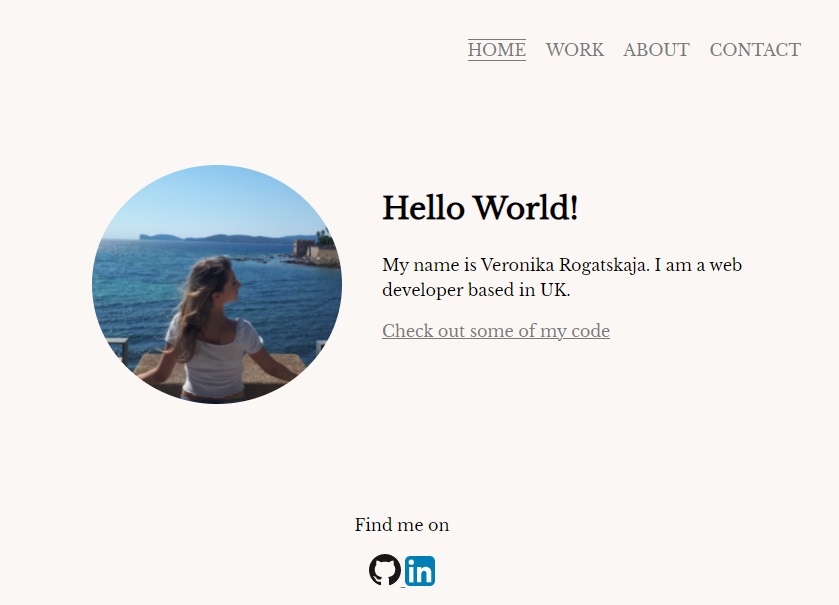 HOME WORK ABOUT CONTACT
Hello World!
My name is Veronika Rogatskaja. I am a web
developer based in UK.
Check out some of my code
Find me on
in